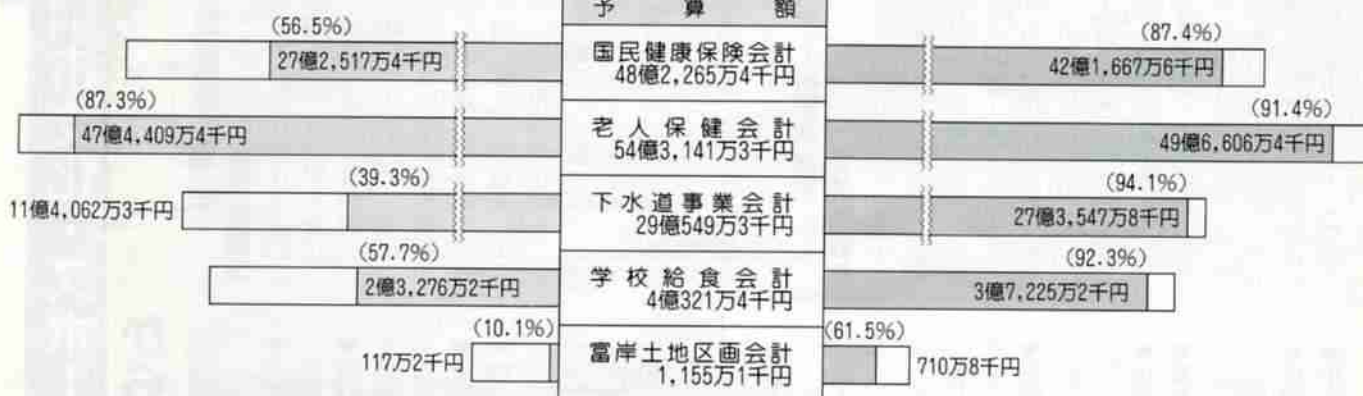 予算額
(56.5%)
27億2,517万4千円
国民健康保険会計
48億2,265万4千円
(87.4%)
42億1,667万6千円
(87.3%)
47億4,409万4千円
老人保健会計
54億3,141万3千円
(91.4%)
49億6,606万4千円
(39.3%)
11億4,062万3千円
下水道事業会計
29億549万3千円
(94.1%)
27億3,547万8千円
(57.7%)
2億3,276万2千円
学校給食会計
4億321万4千円
(92.3%)
3億7,225万2千円
(10.1%)
117万2千円
富岸土地区画会計
1,155万1千円
(61.5%)
710万8千円